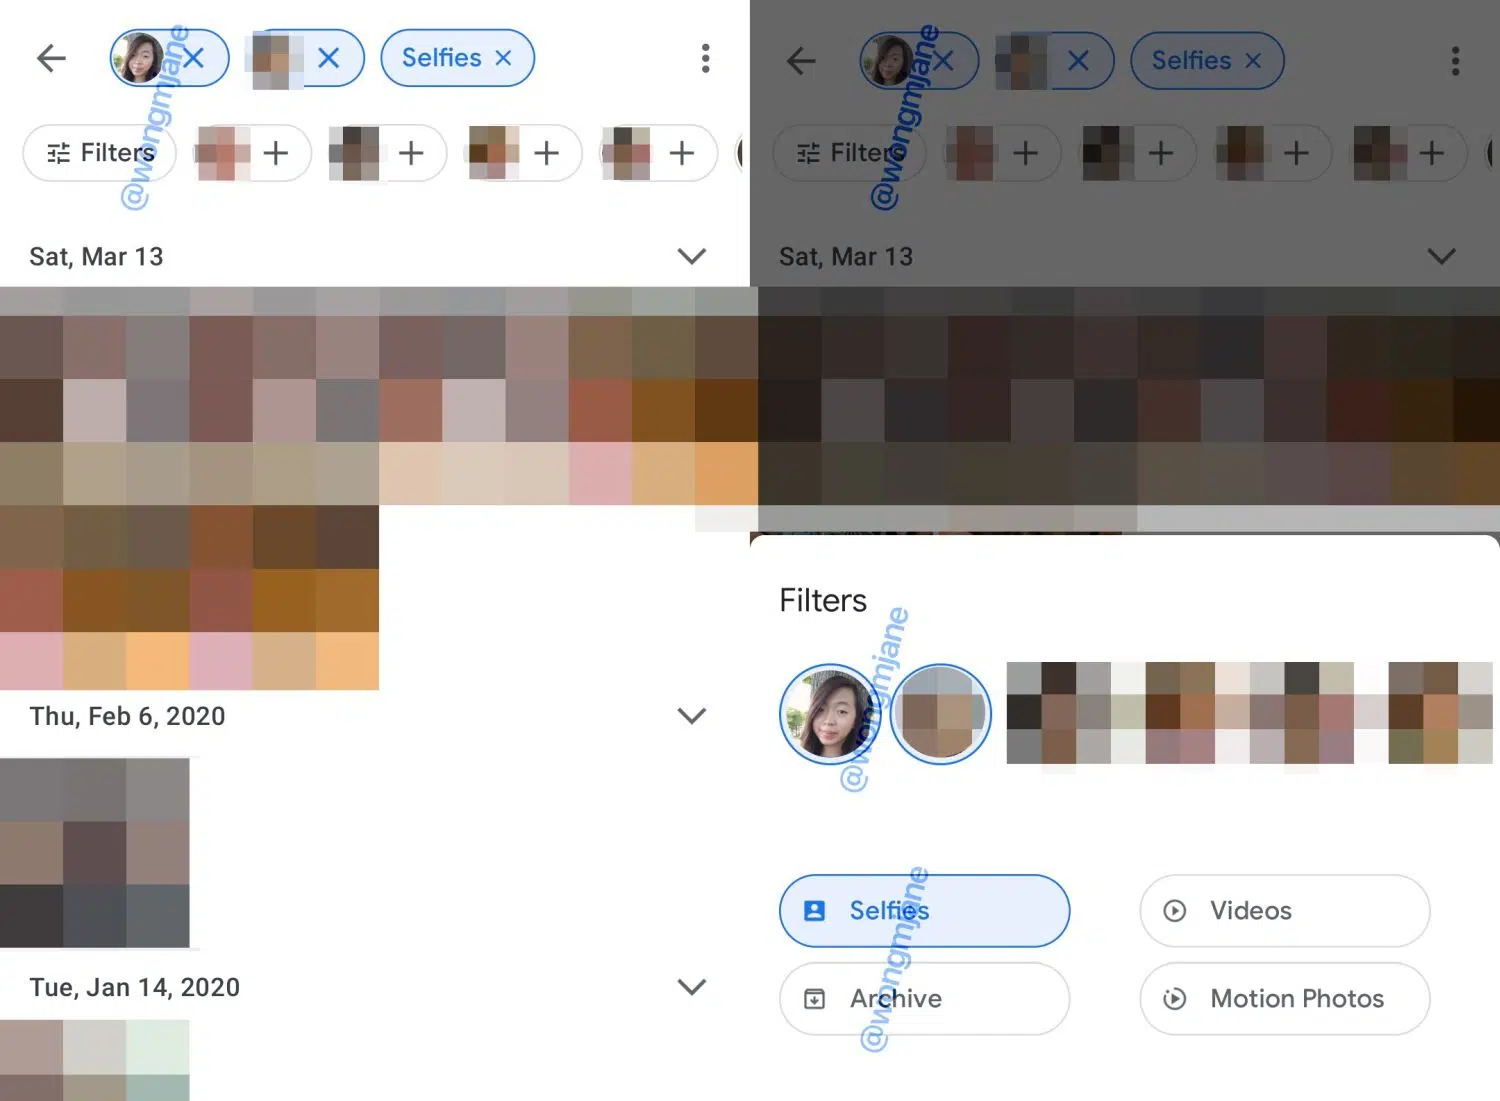 Selfies
Filters
@wongmjane
Sat, Mar 13
Thu, Feb 6, 2020
Tue, Jan 14, 2020
Selfies
Filters
@wongmjane
Sat, Mar 13
Filters
@wongmjane
Selfies
Videos
Archive
Motion Photos
@wongmjane